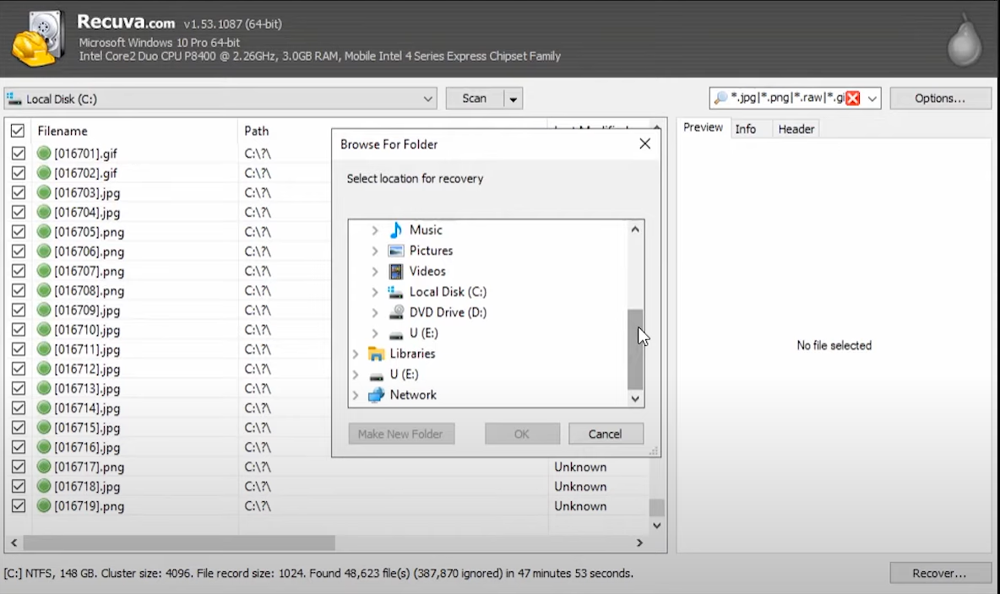 Recuva.com v1.53.1087 (64-bit)
Microsoft Windows 10 Pro 64-bit
Intel Core2 Duo CPU P8400 @ 2.26GHz, 3.0GB RAM, Mobile Intel 4 Series Express Chipset Family
Local Disk (C:)
Scan
*.jpg|*.png|*.raw|*.gi
Options...
Filename
Path
[016701].gif C:\?\
[016702].gif C:\?\
[016703].jpg C:\?\
[016704].jpg C:\?\
[016705].png C:\?\
[016706].png C:\?\
[016707].png C:\?\
[016708].png C:\?\
[016709].jpg C:\?\
[016710].jpg C:\?\
[016711].jpg C:\?\
[016712].jpg C:\?\
[016713].jpg C:\?\
[016714].jpg C:\?\
[016715].jpg C:\?\
[016716].jpg C:\?\
[016717].png C:\?\ Unknown
[016718].jpg C:\?\ Unknown
[016719].png C:\?\ Unknown
Browse For Folder
Select location for recovery
Music
Pictures
Videos
Local Disk (C:)
DVD Drive (D:)
U (E:)
Libraries
U (E:)
Network
Make New Folder
OK
Cancel
Preview
Info
Header
No file selected
[C:] NTFS, 148 GB. Cluster size: 4096. File record size: 1024. Found 48,623 file(s) (387,870 ignored) in 47 minutes 53 seconds.
Recover...